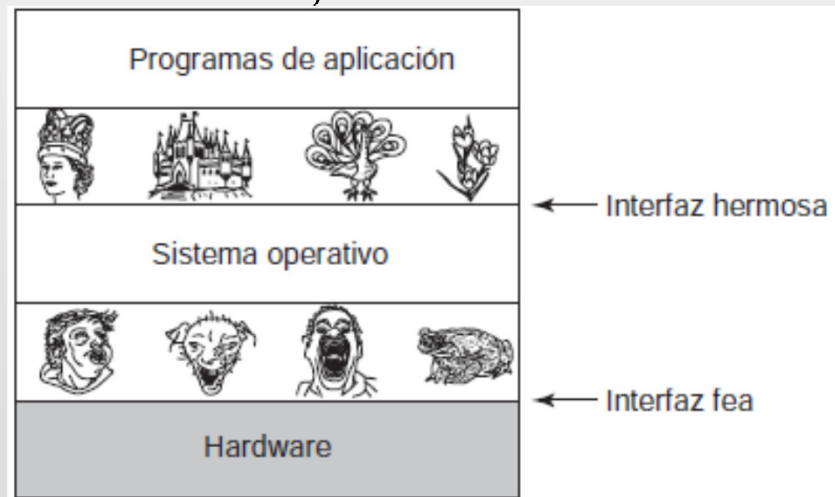 Programas de aplicación
Interfaz hermosa
Sistema operativo
Interfaz fea
Hardware